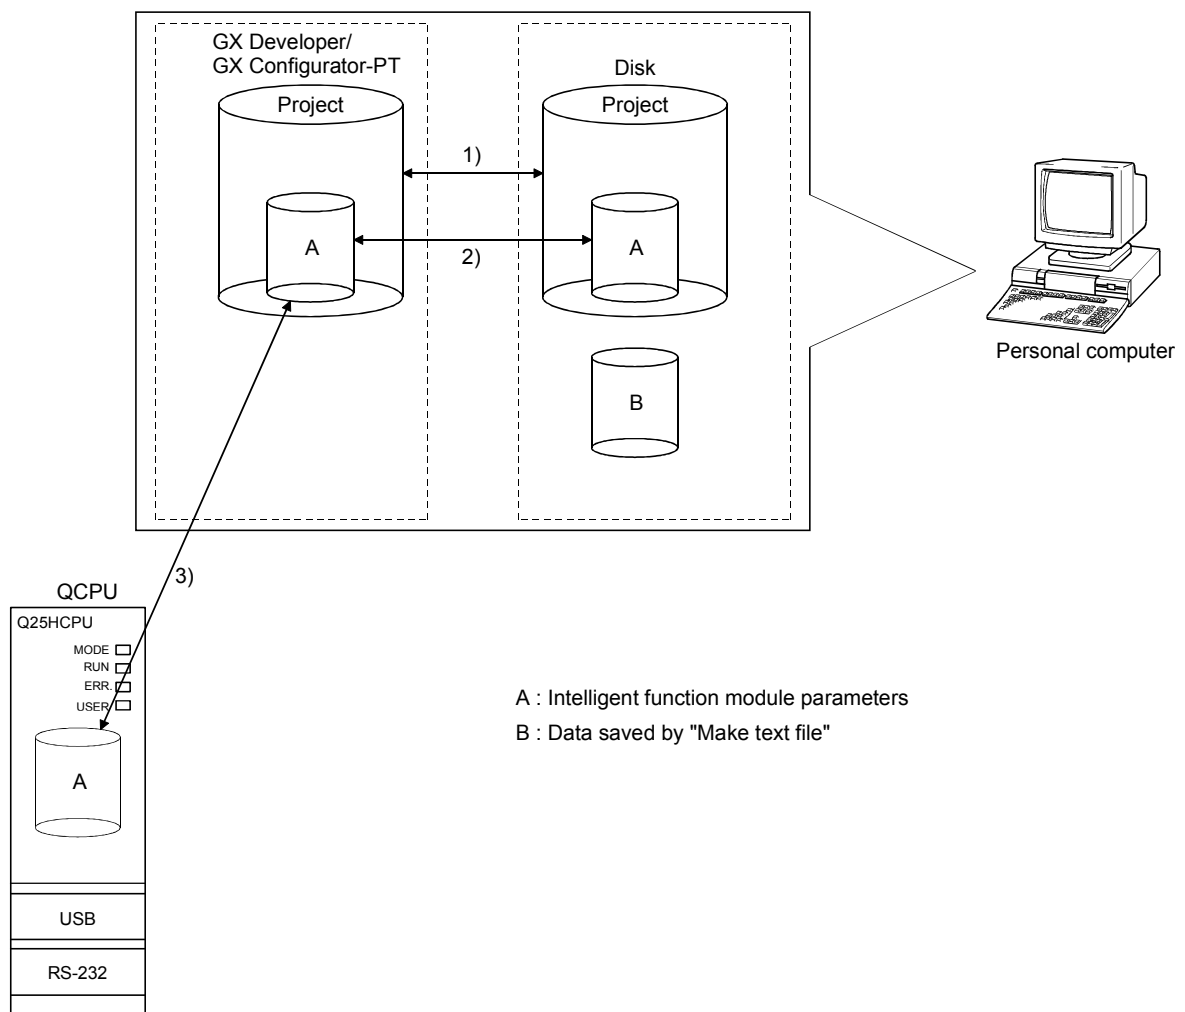 GX Developer/
GX Configurator-PT
Disk
Project
Project
1)
A
A
2)
Personal computer
B
3)
QCPU
Q25HCPU
MODE
RUN
ERR.
USER
A
A : Intelligent function module parameters
B : Data saved by "Make text file"
USB
RS-232